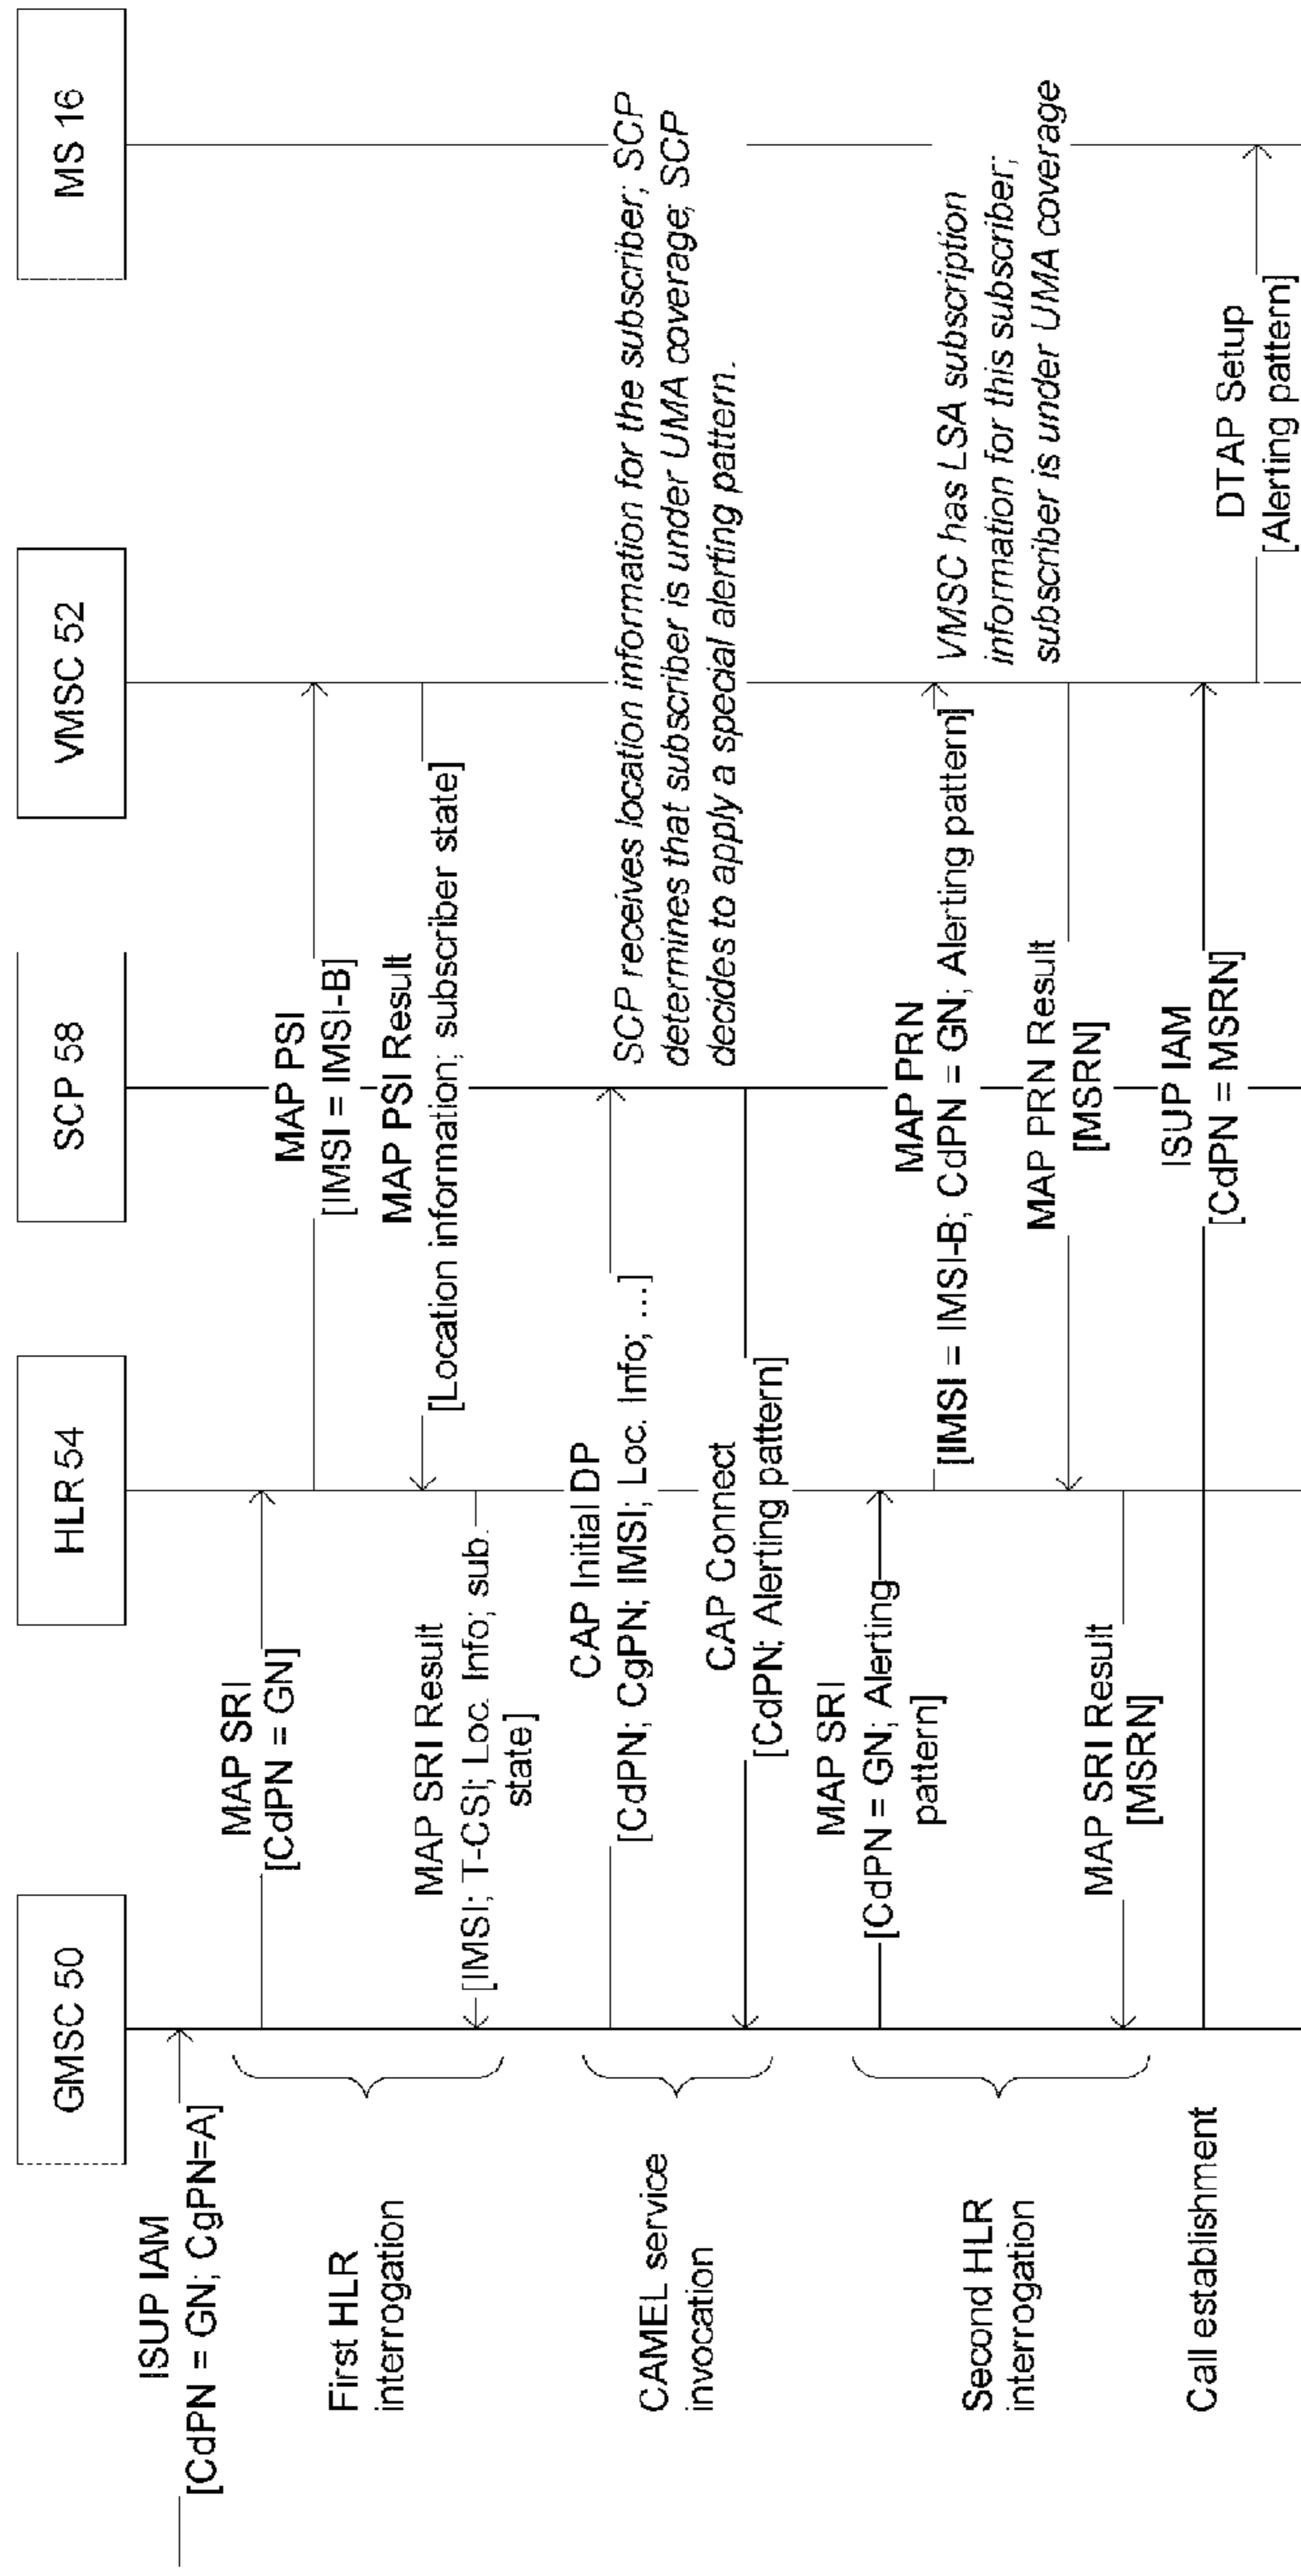 GMSC 50
HLR 54
SCP 58
VMSC 52
MS 16
ISUP IAM
[CdPN = GN; CgPN=A]
First HLR
interrogation
MAP SRI
[CdPN = GN]
MAP PSI
[IMSI = IMSI-B]
MAP PSI Result
[Location information; subscriber state]
MAP SRI Result
[IMSI; T-CSI; Loc. Info; sub.
state]
CAMEL service
invocation
CAP Initial DP
[CdPN; CgPN; IMSI; Loc. Info; ...]
SCP receives location information for the subscriber; SCP
determines that subscriber is under UMA coverage; SCP
decides to apply a special alerting pattern.
CAP Connect
[CdPN; Alerting pattern]
Second HLR
interrogation
MAP SRI
[CdPN = GN; Alerting
pattern]
MAP PRN
[IMSI = IMSI-B; CdPN = GN; Alerting pattern]
VMSC has LSA subscription
information for this subscriber;
subscriber is under UMA coverage
MAP PRN Result
[MSRN]
MAP SRI Result
[MSRN]
Call establishment
ISUP IAM
[CdPN = MSRN]
DTAP Setup
[Alerting pattern]